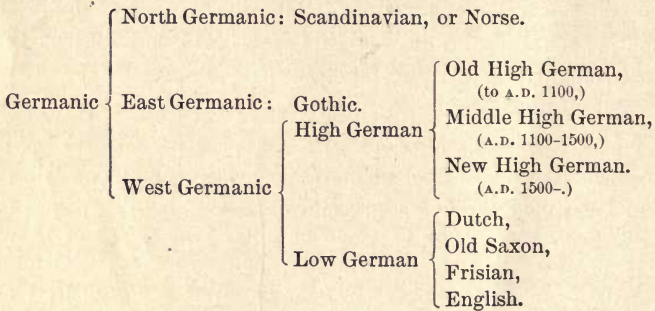 North Germanic: Scandinavian, or Norse.
Germanic
East Germanic: Gothic.
West Germanic
High German
Old High German,
(to A.D. 1100,)
Middle High German,
(A.D. 1100-1500,)
New High German.
(A.D. 1500-.)
Low German
Dutch,
Old Saxon,
Frisian,
English.